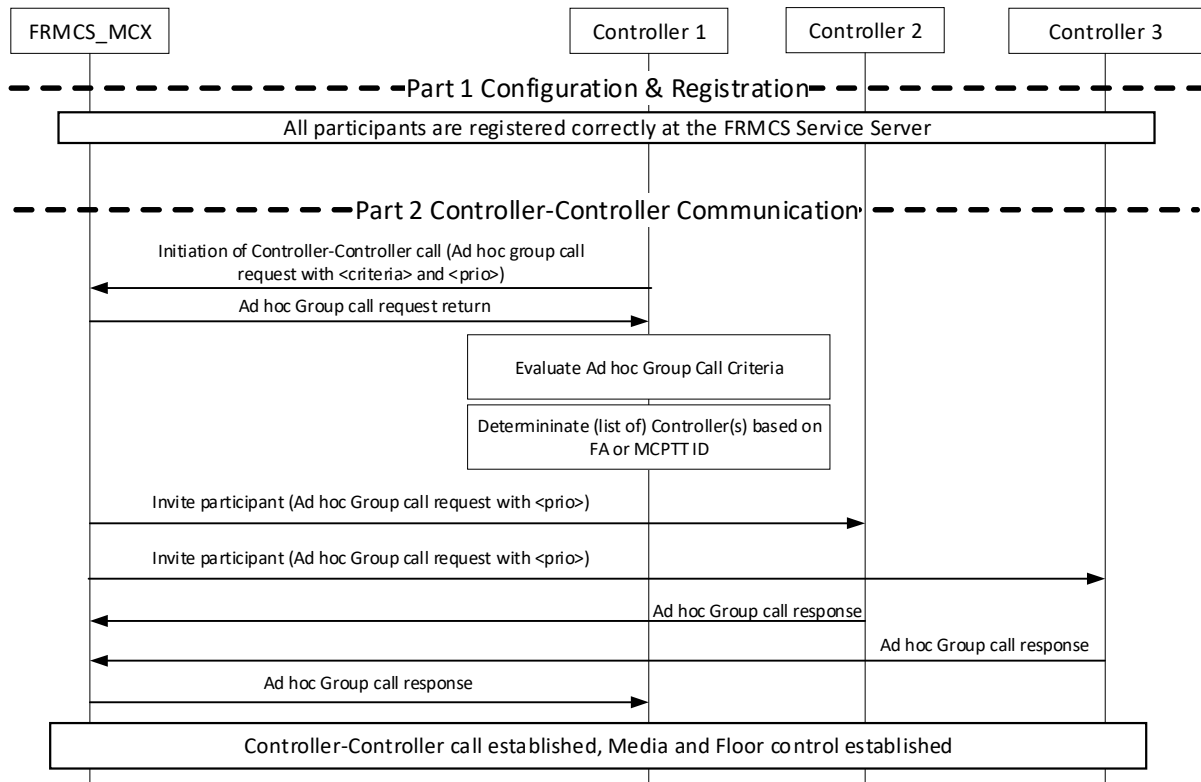 FRMCS_MCX
Controller 1
Controller 2
Controller 3
Part 1 Configuration & Registration
All participants are registered correctly at the FRMCS Service Server
Part 2 Controller-Controller Communication
Initiation of Controller-Controller call (Ad hoc group call
request with <criteria> and <prio>)
Ad hoc Group call request return
Evaluate Ad hoc Group Call Criteria
Determininate (list of) Controller(s) based on
FA or MCPTT ID
Invite participant (Ad hoc Group call request with <prio>)
Invite participant (Ad hoc Group call request with <prio>)
Ad hoc Group call response
Ad hoc Group call response
Ad hoc Group call response
Controller-Controller call established, Media and Floor control established